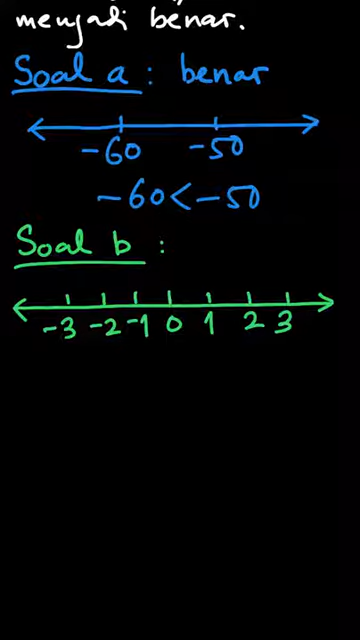 menjadi benar.
Soal a : benar
-60 -50
-60 < -50
Soal b :
-3 -2 -1 0 1 2 3